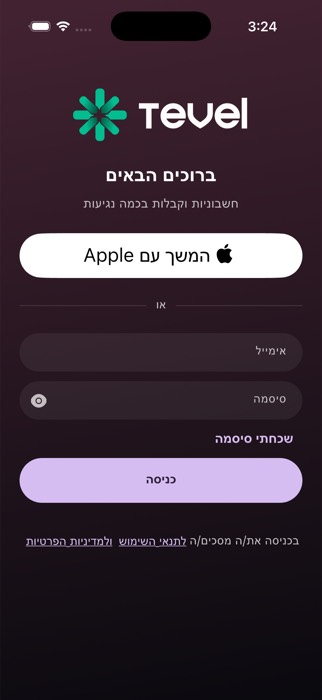 3:24
Tevel
ברוכים הבאים
חשבוניות וקבלות בכמה נגיעות
המשך עם Apple
או
אימייל
סיסמה
שכחתי סיסמה
כניסה
בכניסה את/ה מסכים/ה לתנאי השימוש ולמדיניות הפרטיות